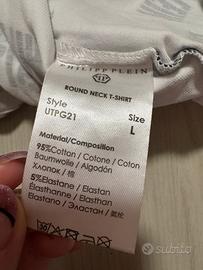 PHILIPP PLEIN
ROUND NECK T-SHIRT
Style
Size
UTPG21
L
Material/Composition
95%Cotton / Cotone / Coton
Baumwolle / Algodón
Хлопок / 棉
5%Elastane / Elastan
Elasthanne / Elasthan
Elastano / Эластан / 氨纶
subito